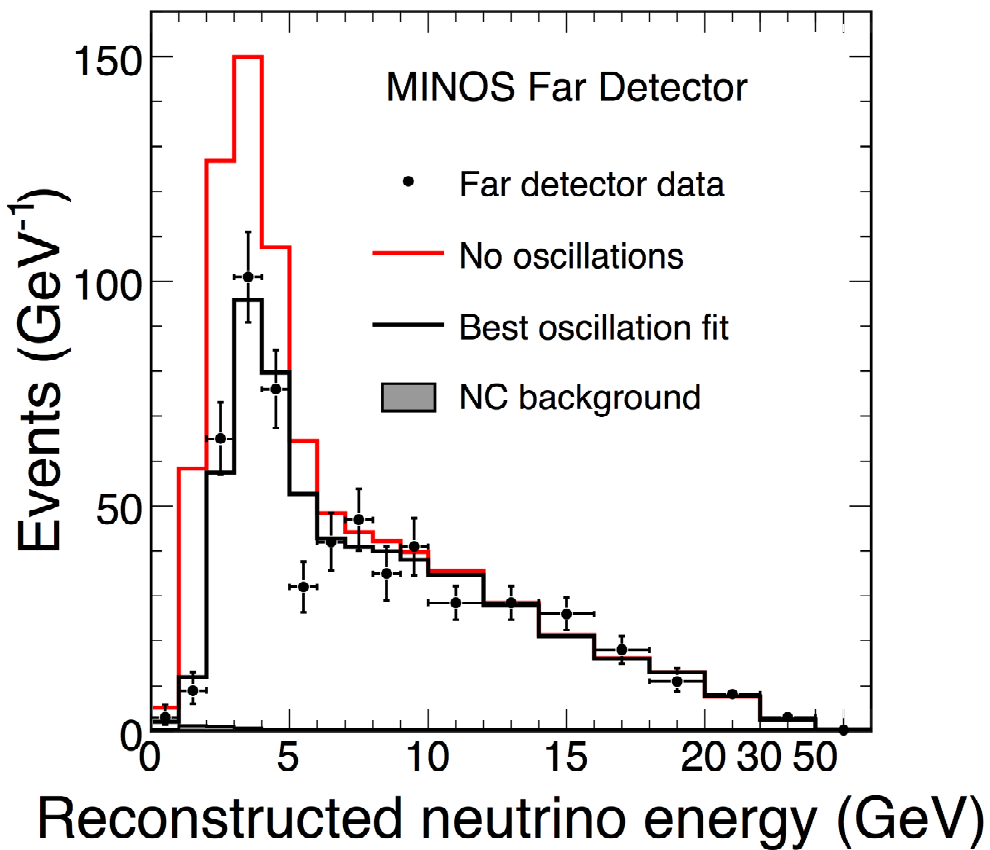 MINOS Far Detector
Far detector data
No oscillations
Best oscillation fit
NC background
Events (GeV⁻¹)
150
100
50
0
0 5 10 15 20 30 50
Reconstructed neutrino energy (GeV)